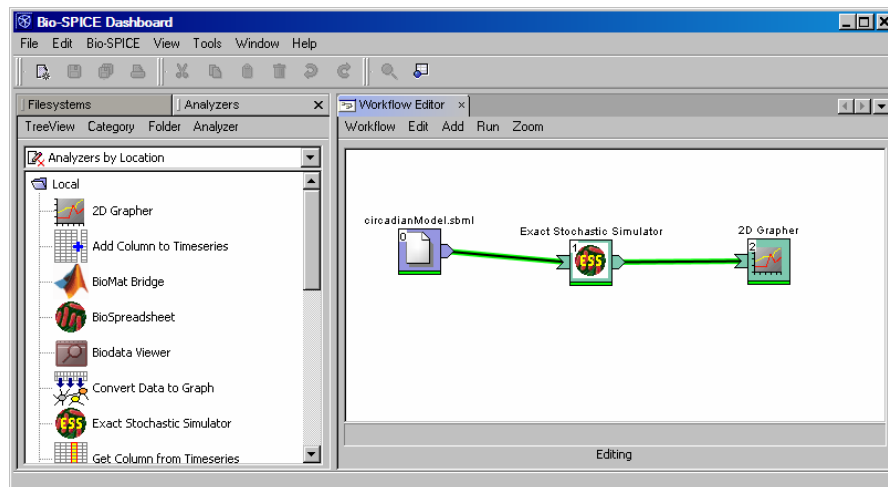 Bio-SPICE Dashboard
File Edit Bio-SPICE View Tools Window Help
Filesystems Analyzers x
TreeView Category Folder Analyzer
Analyzers by Location
Local
2D Grapher
Add Column to Timeseries
BioMat Bridge
BioSpreadsheet
Biodata Viewer
Convert Data to Graph
Exact Stochastic Simulator
Get Column from Timeseries
Workflow Editor x
Workflow Edit Add Run Zoom
circadianModel.sbml
0
Exact Stochastic Simulator
1
ESS
2D Grapher
2
Editing